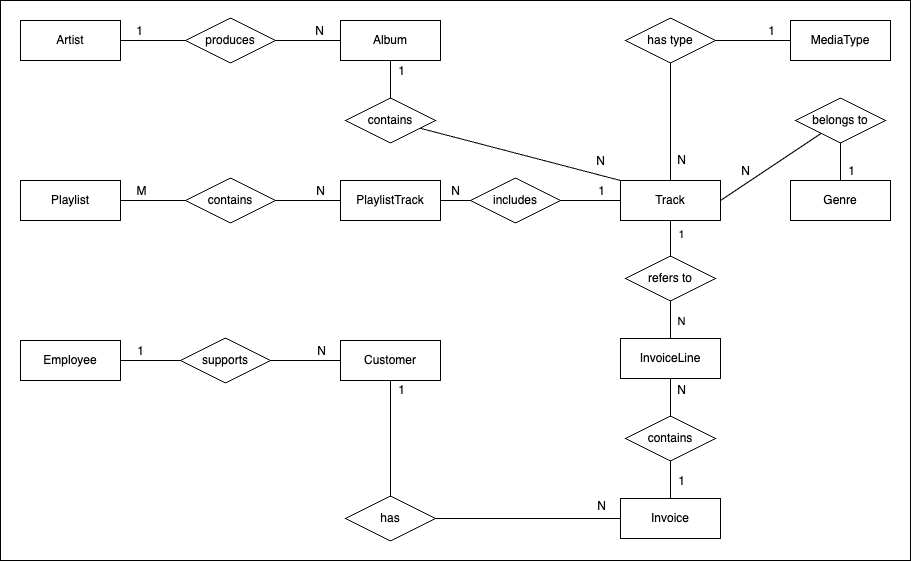 Artist 1 produces N Album
has type 1 MediaType
1
contains
belongs to
N N N 1
Playlist M contains N PlaylistTrack N includes 1 Track Genre
1
refers to
N
Employee 1 supports N Customer InvoiceLine
1 N
contains
1
has N Invoice